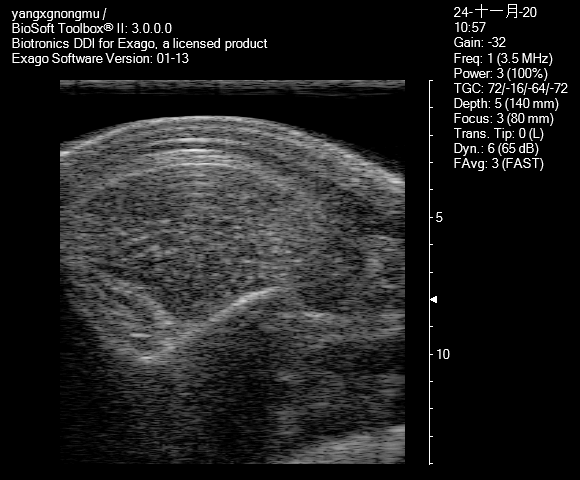 yangxgnongmu /
BioSoft Toolbox® II: 3.0.0.0
Biotronics DDI for Exago, a licensed product
Exago Software Version: 01-13
24-十一月-20
10:57
Gain: -32
Freq: 1 (3.5 MHz)
Power: 3 (100%)
TGC: 72/-16/-64/-72
Depth: 5 (140 mm)
Focus: 3 (80 mm)
Trans. Tip: 0 (L)
Dyn.: 6 (65 dB)
FAvg: 3 (FAST)
5
10